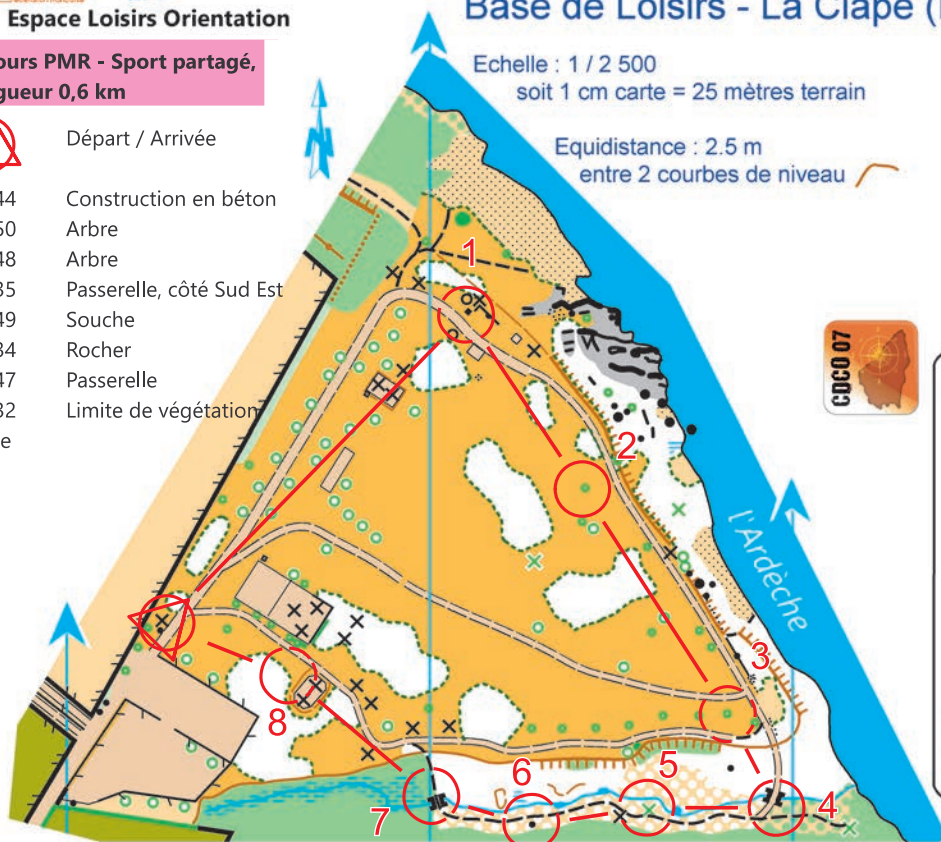 Espace Loisirs Orientation
Base de Loisirs - La Clape (
ours PMR - Sport partagé,
gueur 0,6 km
Echelle : 1 / 2 500
soit 1 cm carte = 25 mètres terrain
Equidistance : 2.5 m
entre 2 courbes de niveau
N
Départ / Arrivée
44 Construction en béton
50 Arbre
48 Arbre
35 Passerelle, côté Sud Est
49 Souche
34 Rocher
47 Passerelle
32 Limite de végétation
e
1
2
3
4
5
6
7
8
l'Ardèche
CDCO 07